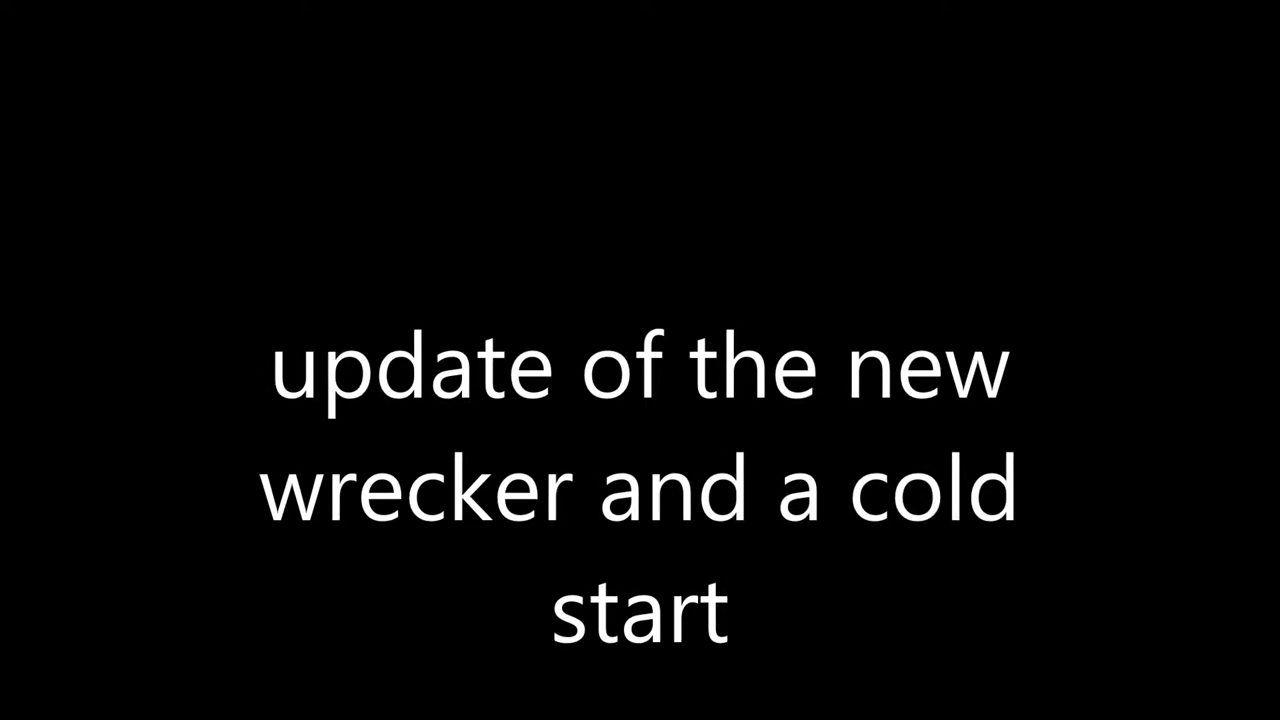 update of the new
wrecker and a cold
start